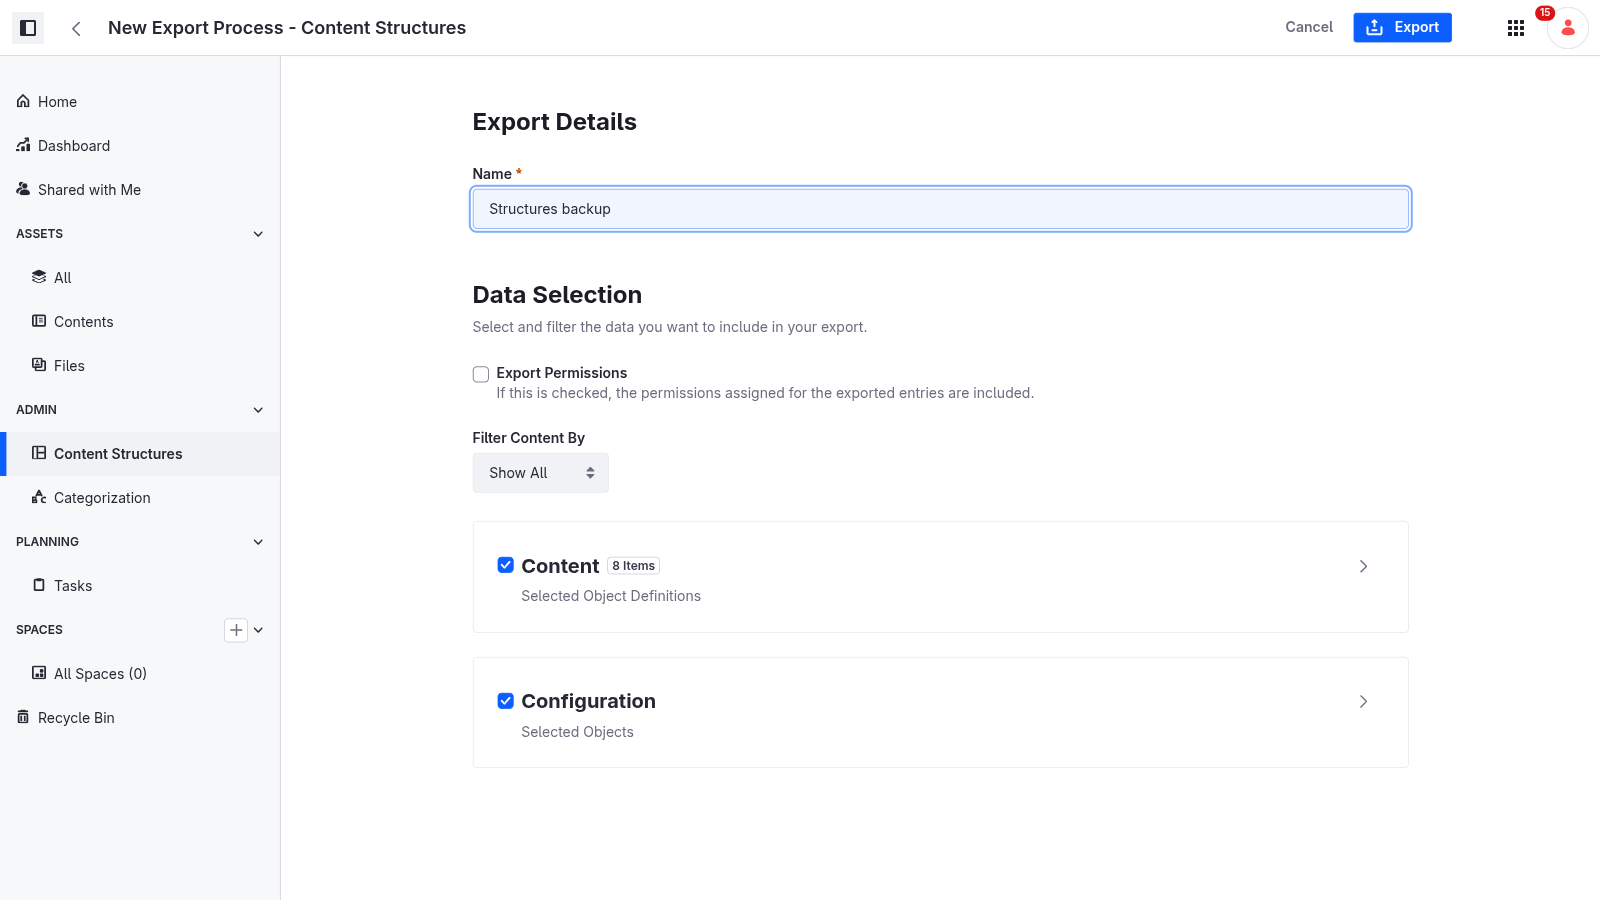 New Export Process - Content Structures
Cancel
Export
15
Home
Dashboard
Shared with Me
ASSETS
All
Contents
Files
ADMIN
Content Structures
Categorization
PLANNING
Tasks
SPACES
All Spaces (0)
Recycle Bin
Export Details
Name *
Structures backup
Data Selection
Select and filter the data you want to include in your export.
Export Permissions
If this is checked, the permissions assigned for the exported entries are included.
Filter Content By
Show All
Content 8 Items
Selected Object Definitions
Configuration
Selected Objects